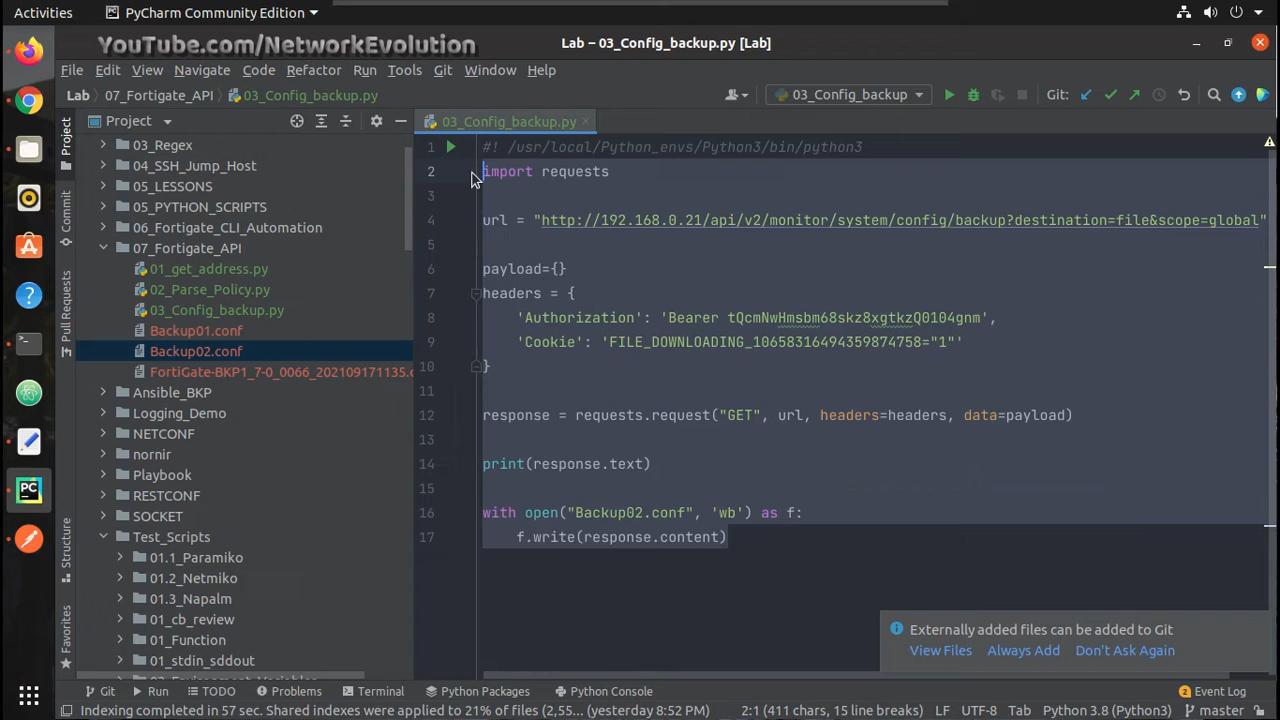 Activities PyCharm Community Edition
YouTube.com/NetworkEvolution
Lab – 03_Config_backup.py [Lab]
File Edit View Navigate Code Refactor Run Tools Git Window Help
Lab 07_Fortigate_API 03_Config_backup.py
03_Config_backup Git:
Project
03_Config_backup.py
03_Regex
04_SSH_Jump_Host
05_LESSONS
05_PYTHON_SCRIPTS
06_Fortigate_CLI_Automation
07_Fortigate_API
01_get_address.py
02_Parse_Policy.py
03_Config_backup.py
Backup01.conf
Backup02.conf
FortiGate-BKP1_7-0_0066_202109171135.c
Ansible_BKP
Logging_Demo
NETCONF
nornir
Playbook
RESTCONF
SOCKET
Test_Scripts
01.1_Paramiko
01.2_Netmiko
01.3_Napalm
01_cb_review
01_Function
01_stdin_sddout
Project
Commit
Pull Requests
Structure
Favorites
1 #! /usr/local/Python_envs/Python3/bin/python3
2 import requests
3
4 url = "http://192.168.0.21/api/v2/monitor/system/config/backup?destination=file&scope=global"
5
6 payload={}
7 headers = {
8 'Authorization': 'Bearer tQcmNwHmsbm68skz8xgtkzQ0104gnm',
9 'Cookie': 'FILE_DOWNLOADING_10658316494359874758="1"'
10 }
11
12 response = requests.request("GET", url, headers=headers, data=payload)
13
14 print(response.text)
15
16 with open("Backup02.conf", 'wb') as f:
17 f.write(response.content)
Externally added files can be added to Git
View Files Always Add Don't Ask Again
Git Run TODO Problems Terminal Python Packages Python Console 2 Event Log
Indexing completed in 57 sec. Shared indexes were applied to 21% of files (2,55... (yesterday 8:52 PM) 2:1 (411 chars, 15 line breaks) LF UTF-8 Tab Python 3.8 (Python3) master